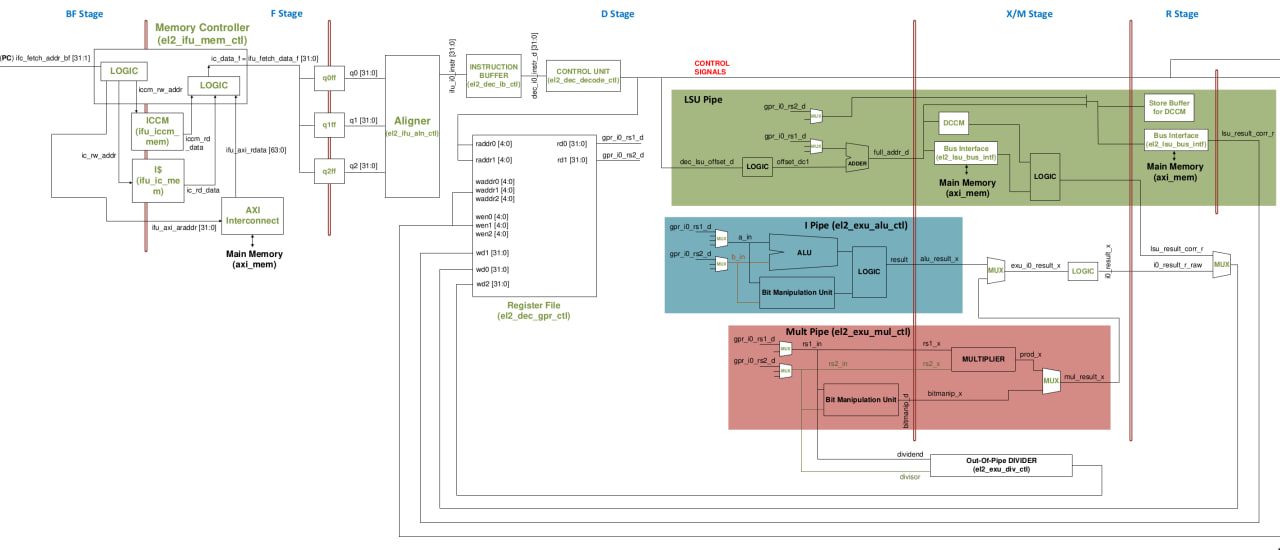 BF Stage
F Stage
D Stage
X/M Stage
R Stage
Memory Controller
(el2_ifu_mem_ctl)
(PC) ifc_fetch_addr_bf [31:1]
LOGIC
LOGIC
ic_data_f = ifu_fetch_data_f [31:0]
iccm_rw_addr
ICCM
(ifu_iccm_
mem)
iccm_rd
_data
ic_rw_addr
I$
(ifu_ic_me
m)
ic_rd_data
ifu_axi_rdata [63:0]
ifu_axi_araddr [31:0]
AXI
Interconnect
Main Memory
(axi_mem)
q0ff
q1ff
q2ff
q0 [31:0]
q1 [31:0]
q2 [31:0]
Aligner
(el2_ifu_aln_ctl)
ifu_i0_instr [31:0]
INSTRUCTION
BUFFER
(el2_dec_ib_ctl)
dec_i0_instr_d [31:0]
CONTROL UNIT
(el2_dec_decode_ctl)
CONTROL
SIGNALS
raddr0 [4:0]
raddr1 [4:0]
rd0 [31:0]
rd1 [31:0]
gpr_i0_rs1_d
gpr_i0_rs2_d
waddr0 [4:0]
waddr1 [4:0]
waddr2 [4:0]
wen0 [4:0]
wen1 [4:0]
wen2 [4:0]
wd1 [31:0]
wd0 [31:0]
wd2 [31:0]
Register File
(el2_dec_gpr_ctl)
LSU Pipe
gpr_i0_rs2_d
MUX
gpr_i0_rs1_d
MUX
dec_lsu_offset_d
LOGIC
offset_dc1
ADDER
full_addr_d
DCCM
Bus Interface
(el2_lsu_bus_intf)
Main Memory
(axi_mem)
LOGIC
Store Buffer
for DCCM
Bus Interface
(el2_lsu_bus_intf)
Main Memory
(axi_mem)
lsu_result_corr_r
I Pipe (el2_exu_alu_ctl)
gpr_i0_rs1_d
MUX
a_in
gpr_i0_rs2_d
MUX
b_in
ALU
Bit Manipulation Unit
LOGIC
result
alu_result_x
MUX
exu_i0_result_x
LOGIC
i0_result_x
lsu_result_corr_r
i0_result_r_raw
MUX
Mult Pipe (el2_exu_mul_ctl)
gpr_i0_rs1_d
MUX
rs1_in
rs1_x
gpr_i0_rs2_d
MUX
rs2_in
rs2_x
MULTIPLIER
prod_x
MUX
mul_result_x
Bit Manipulation Unit
bitmanip_d
bitmanip_x
dividend
divisor
Out-Of-Pipe DIVIDER
(el2_exu_div_ctl)